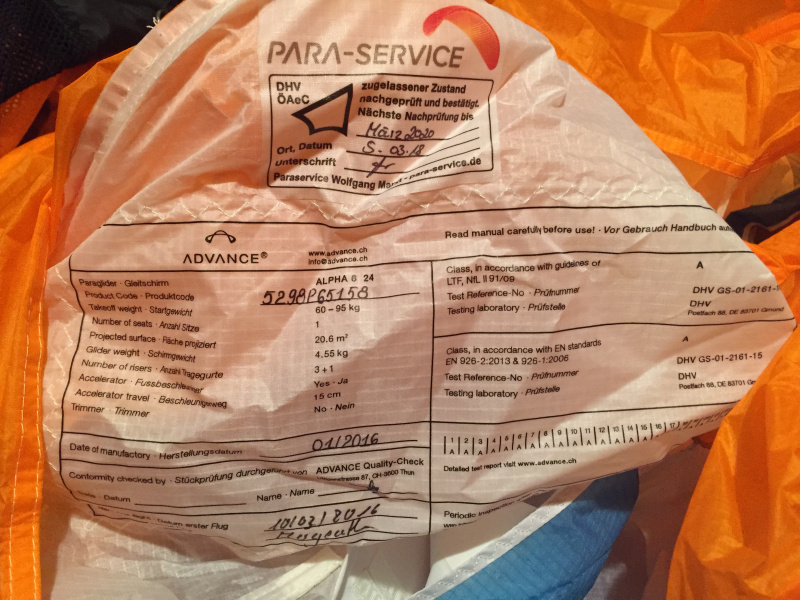 PARA-SERVICE
DHV
ÖAeC
zugelassener Zustand
nachgeprüft und bestätigt.
Nächste Nachprüfung bis
März 2020
Ort, Datum
5. 03.18
Unterschrift
Paraservice Wolfgang para-service.de
ADVANCE®
www.advance.ch
info@advance.ch
Read manual carefully before use! · Vor Gebrauch Handbuch
Paraglider · Gleitschirm ALPHA 6 24
Product Code · Produktcode 5298P65158
Takeoff weight · Startgewicht 60 – 95 kg
Number of seats · Anzahl Sitze 1
Projected surface · Fläche projiziert 20.6 m²
Glider weight · Schirmgewicht 4.55 kg
Number of risers · Anzahl Tragegurte 3 + 1
Accelerator · Yes · Ja
Accelerator travel · 15 cm
Trimmer · Trimmer No · Nein
Date of manufactory · Herstellungsdatum 01/2016
Conformity checked by · Stückprüfung von ADVANCE Quality-Check
CH-3600 Thun
Datum Name · Name
Datum erster Flug
Class, in accordance with guideines of
LTF, NfL II 91/09 A
Test Reference-No · Prüfnummer DHV GS-01-2161-
Testing laboratory · Prüfstelle DHV
Postfach 88, DE 83701 Gmund
Class, in accordance with EN standards
EN 926-2:2013 & 926-1:2006 A
Test Reference-No · Prüfnummer DHV GS-01-2161-15
Testing laboratory · Prüfstelle DHV
Postfach 88, DE 83701
1 2 3 4 5 6 7 8 9 10 11 12 13 14 15 16 17
A A A A A A A A A A A A A A A A
Detailed test report visit www.advance.ch
Periodic